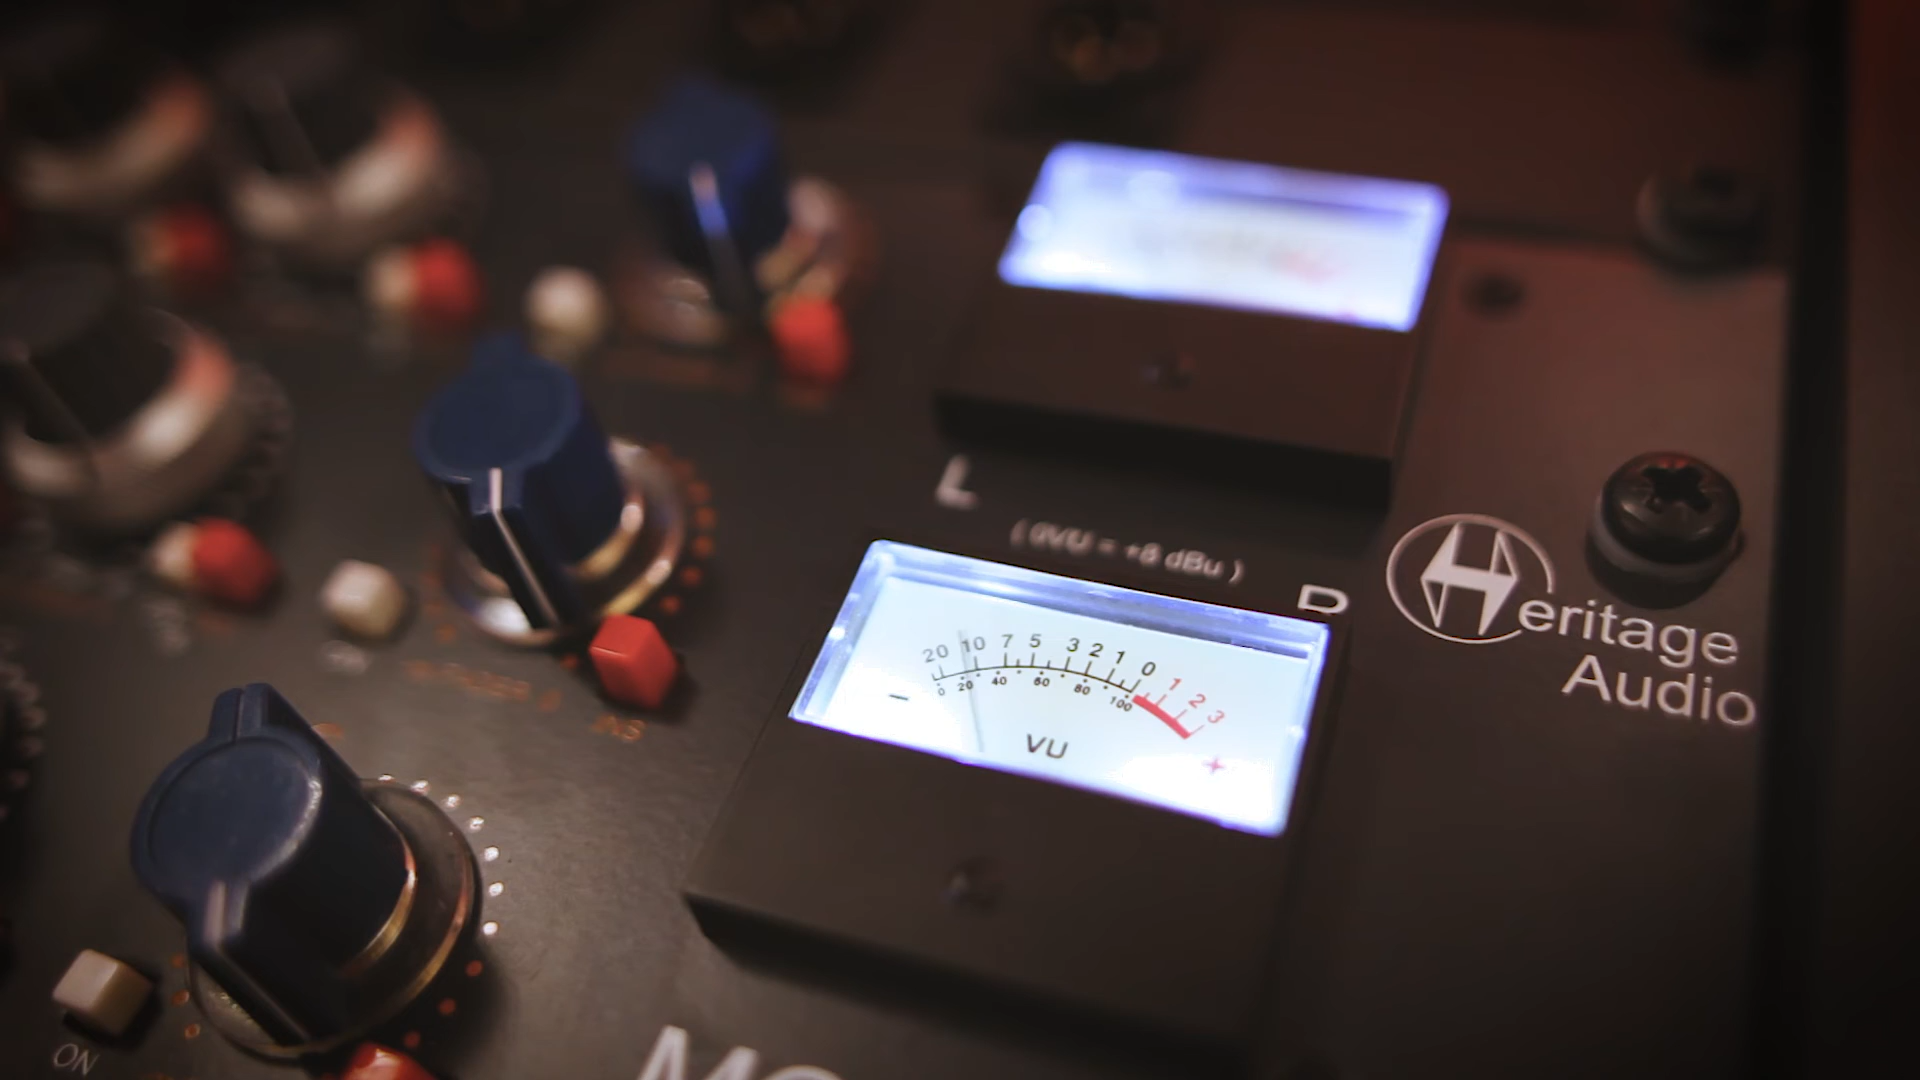 L
( 0VU = +8 dBu )
R
Heritage
Audio
20 10 7 5 3 2 1 0 1 2 3
0 20 40 60 80 100
- +
VU
ON